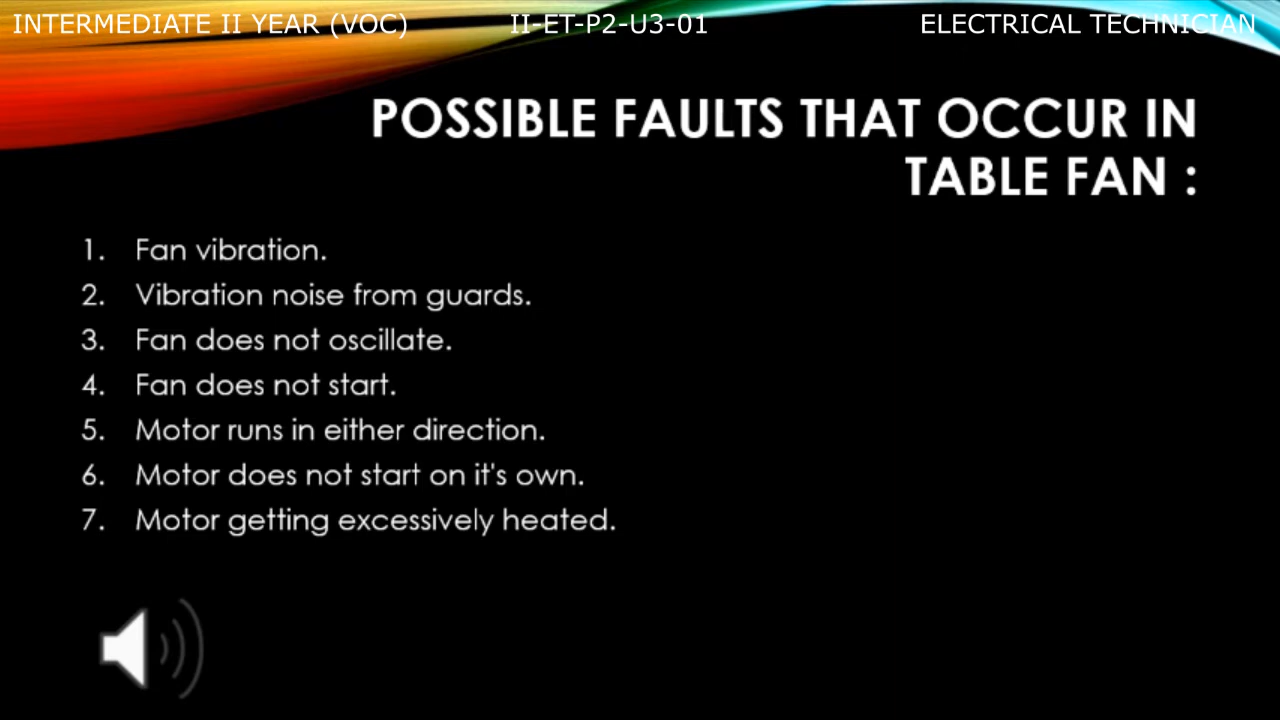 INTERMEDIATE II YEAR (VOC) II-ET-P2-U3-01 ELECTRICAL TECHNICIAN
POSSIBLE FAULTS THAT OCCUR IN
TABLE FAN :
1. Fan vibration.
2. Vibration noise from guards.
3. Fan does not oscillate.
4. Fan does not start.
5. Motor runs in either direction.
6. Motor does not start on it's own.
7. Motor getting excessively heated.